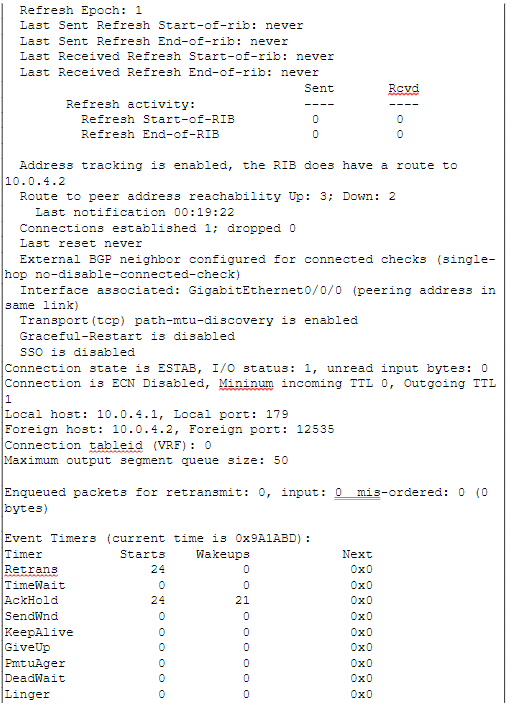 Refresh Epoch: 1
Last Sent Refresh Start-of-rib: never
Last Sent Refresh End-of-rib: never
Last Received Refresh Start-of-rib: never
Last Received Refresh End-of-rib: never
Sent Rcvd
Refresh activity: ---- ----
Refresh Start-of-RIB 0 0
Refresh End-of-RIB 0 0
Address tracking is enabled, the RIB does have a route to
10.0.4.2
Route to peer address reachability Up: 3; Down: 2
Last notification 00:19:22
Connections established 1; dropped 0
Last reset never
External BGP neighbor configured for connected checks (single-
hop no-disable-connected-check)
Interface associated: GigabitEthernet0/0/0 (peering address in
same link)
Transport(tcp) path-mtu-discovery is enabled
Graceful-Restart is disabled
SSO is disabled
Connection state is ESTAB, I/O status: 1, unread input bytes: 0
Connection is ECN Disabled, Mininum incoming TTL 0, Outgoing TTL
1
Local host: 10.0.4.1, Local port: 179
Foreign host: 10.0.4.2, Foreign port: 12535
Connection tableid (VRF): 0
Maximum output segment queue size: 50
Enqueued packets for retransmit: 0, input: 0  mis-ordered: 0 (0
bytes)
Event Timers (current time is 0x9A1ABD):
Timer Starts Wakeups Next
Retrans 24 0 0x0
TimeWait 0 0 0x0
AckHold 24 21 0x0
SendWnd 0 0 0x0
KeepAlive 0 0 0x0
GiveUp 0 0 0x0
PmtuAger 0 0 0x0
DeadWait 0 0 0x0
Linger 0 0 0x0